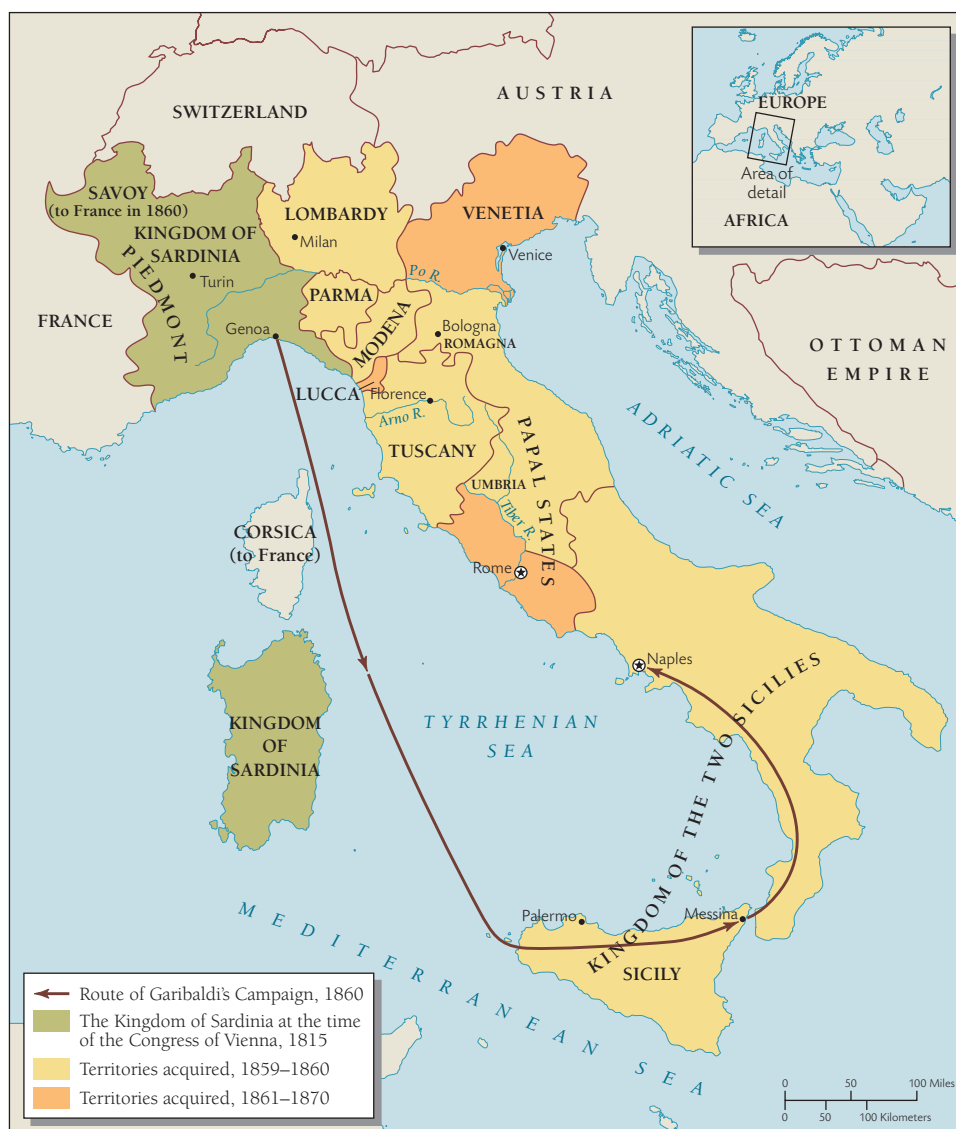 SWITZERLAND
AUSTRIA
EUROPE
Area of
detail
AFRICA
SAVOY
(to France in 1860)
KINGDOM OF
SARDINIA
PIEDMONT
Turin
LOMBARDY
Milan
VENETIA
Venice
Po R.
PARMA
MODENA
FRANCE
Genoa
Bologna
ROMAGNA
OTTOMAN
EMPIRE
LUCCA
Florence
Arno R.
TUSCANY
PAPAL STATES
UMBRIA
Tiber R.
ADRIATIC SEA
CORSICA
(to France)
Rome
Naples
KINGDOM
OF
SARDINIA
TYRRHENIAN
SEA
KINGDOM OF THE TWO SICILIES
Palermo
Messina
SICILY
MEDITERRANEAN SEA
Route of Garibaldi's Campaign, 1860
The Kingdom of Sardinia at the time
of the Congress of Vienna, 1815
Territories acquired, 1859–1860
Territories acquired, 1861–1870
0 50 100 Miles
0 50 100 Kilometers